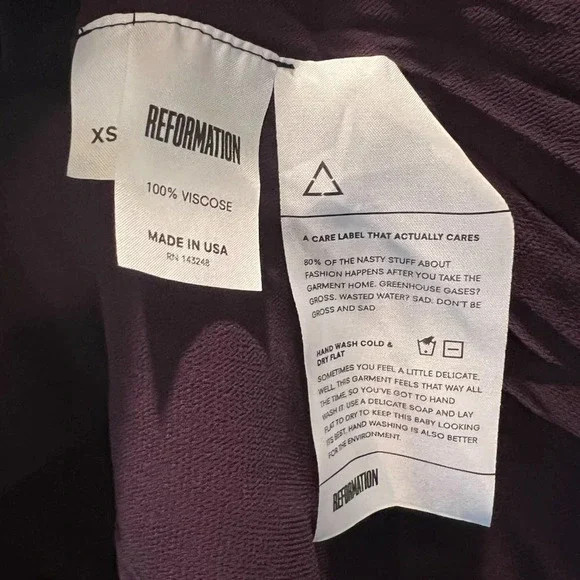 XS
REFORMATION
100% VISCOSE
MADE IN USA
RN 143248
A CARE LABEL THAT ACTUALLY CARES
80% OF THE NASTY STUFF ABOUT
FASHION HAPPENS AFTER YOU TAKE THE
GARMENT HOME. GREENHOUSE GASES?
GROSS. WASTED WATER? SAD. DON'T BE
GROSS AND SAD
HAND WASH COLD &
DRY FLAT
SOMETIMES YOU FEEL A LITTLE DELICATE.
WELL, THIS GARMENT FEELS THAT WAY ALL
THE TIME, SO YOU'VE GOT TO HAND
WASH IT. USE A DELICATE SOAP AND LAY
FLAT TO DRY TO KEEP THIS BABY LOOKING
ITS BEST. HAND WASHING IS ALSO BETTER
FOR THE ENVIRONMENT.
REFORMATION